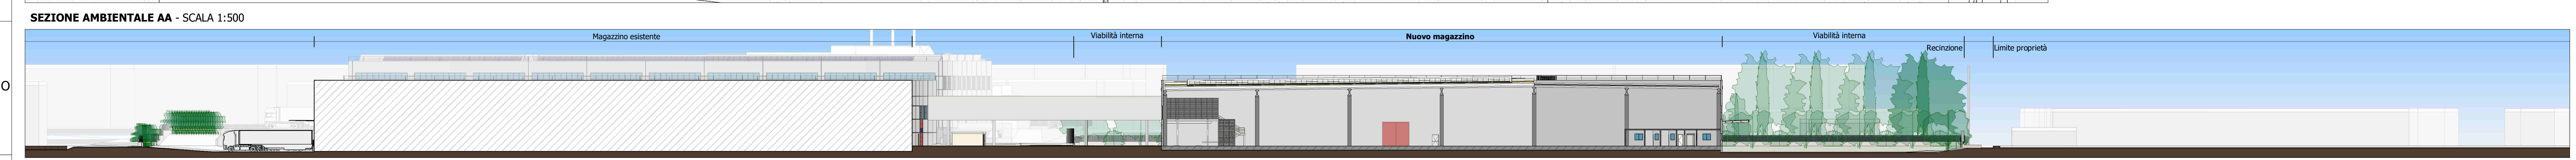 SEZIONE AMBIENTALE AA - SCALA 1:500
Magazzino esistente
Viabilità interna
Nuovo magazzino
Viabilità interna
Recinzione
Limite proprietà
O